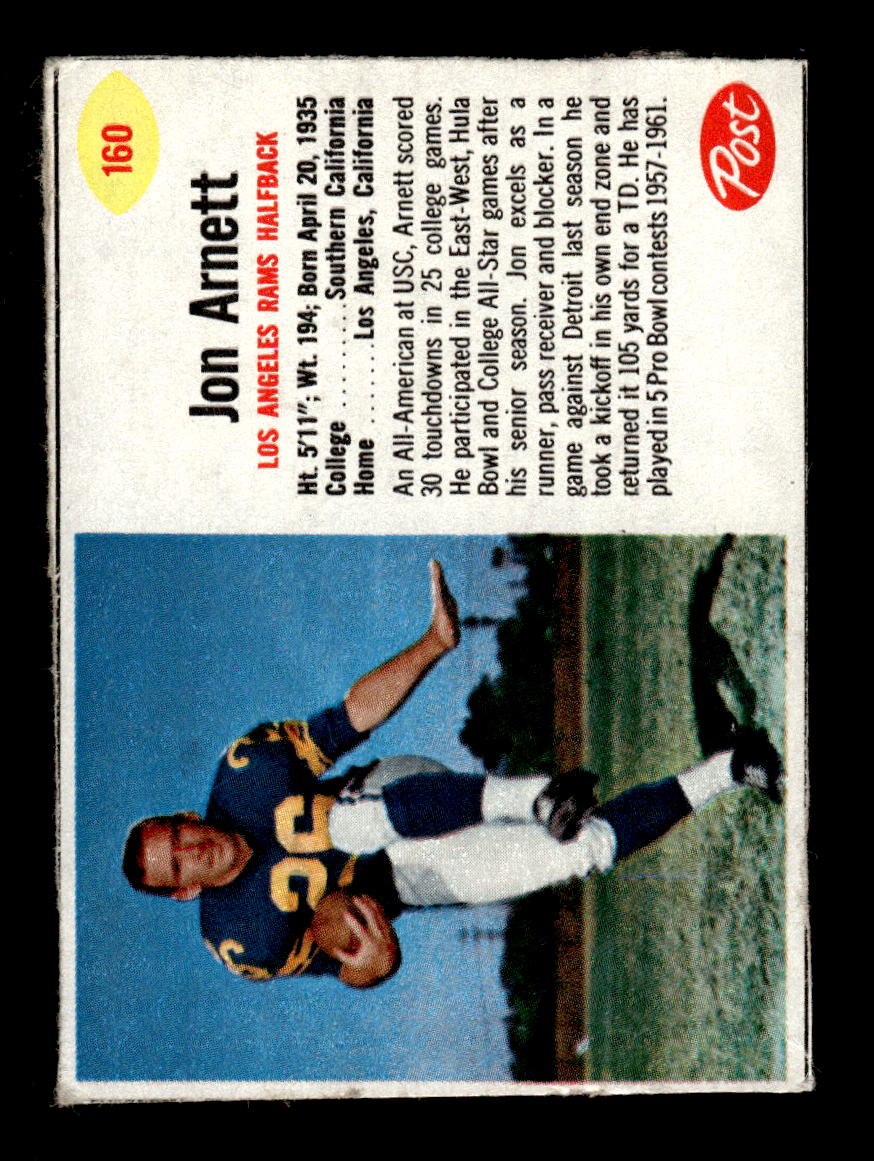 160
Jon Arnett
LOS ANGELES RAMS HALFBACK
Ht. 5'11"; Wt. 194; Born April 20, 1935
College .......... Southern California
Home ....... Los Angeles, California
An All-American at USC, Arnett scored
30 touchdowns in 25 college games.
He participated in the East-West, Hula
Bowl and College All-Star games after
his senior season. Jon excels as a
runner, pass receiver and blocker. In a
game against Detroit last season he
took a kickoff in his own end zone and
returned it 105 yards for a TD. He has
played in 5 Pro Bowl contests 1957-1961.
Post
26